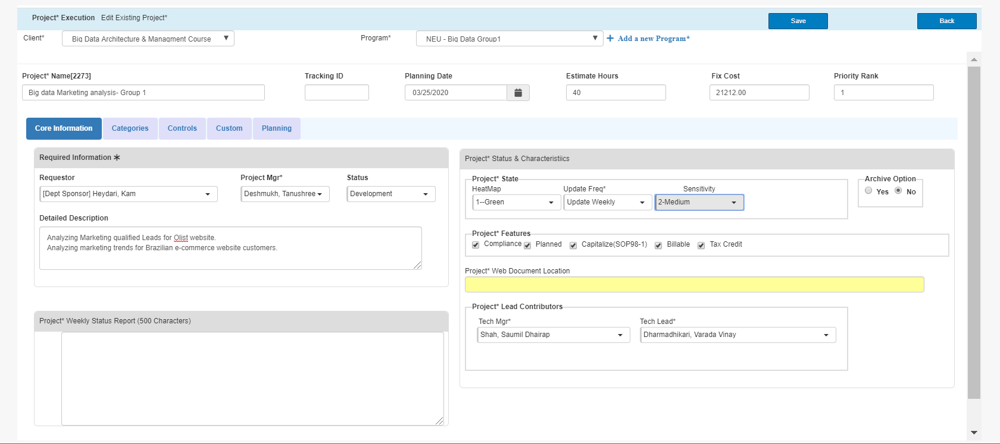 Project* Execution Edit Existing Project* Save Back
Client* Big Data Architecture & Managment Course Program* NEU - Big Data Group1 + Add a new Program*
Project* Name[2273] Tracking ID Planning Date Estimate Hours Fix Cost Priority Rank
Big data Marketing analysis- Group 1 03/25/2020 40 21212.00 1
Core Information Categories Controls Custom Planning
Required Information *
Requestor Project Mgr* Status
[Dept Sponsor] Heydari, Kam Deshmukh, Tanushree Development
Detailed Description
Analyzing Marketing qualified Leads for Olist website.
Analyzing marketing trends for Brazilian e-commerce website customers.
Project* Weekly Status Report (500 Characters)
Project* Status & Characteristiics
Project* State
HeatMap Update Freq* Sensitivity
1--Green Update Weekly 2-Medium
Archive Option
Yes No
Project* Features
Compliance Planned Capitalize(SOP98-1) Billable Tax Credit
Project* Web Document Location
Project* Lead Contributors
Tech Mgr* Tech Lead*
Shah, Saumil Dhairap Dharmadhikari, Varada Vinay